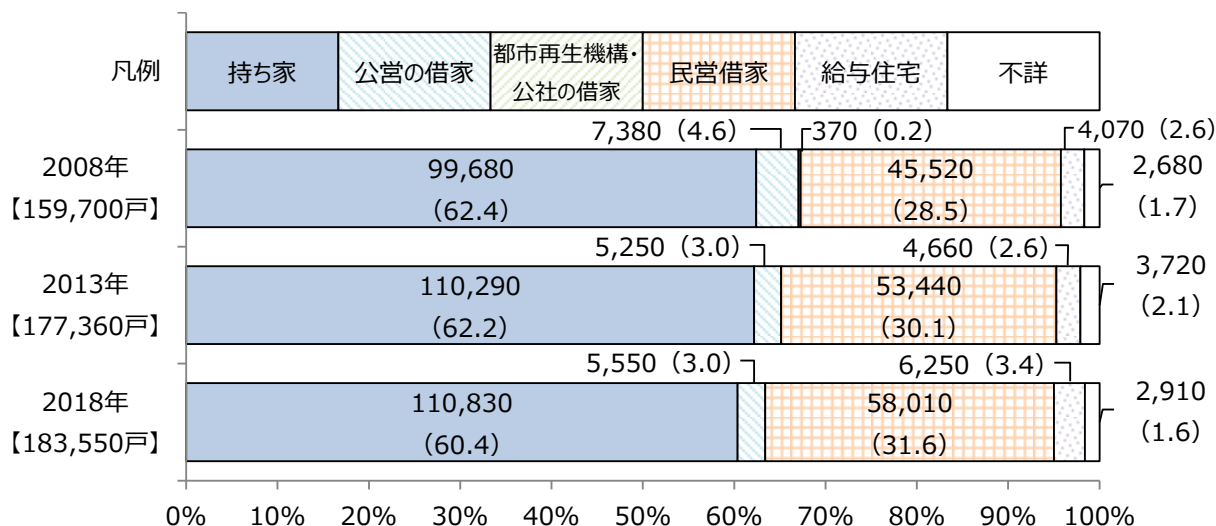 凡例
持ち家
公営の借家
都市再生機構・
公社の借家
民営借家
給与住宅
不詳
7,380（4.6）
370（0.2）
4,070（2.6）
2008年
【159,700戸】
99,680
（62.4）
45,520
（28.5）
2,680
（1.7）
5,250（3.0）
4,660（2.6）
2013年
【177,360戸】
110,290
（62.2）
53,440
（30.1）
3,720
（2.1）
5,550（3.0）
6,250（3.4）
2018年
【183,550戸】
110,830
（60.4）
58,010
（31.6）
2,910
（1.6）
0% 10% 20% 30% 40% 50% 60% 70% 80% 90% 100%